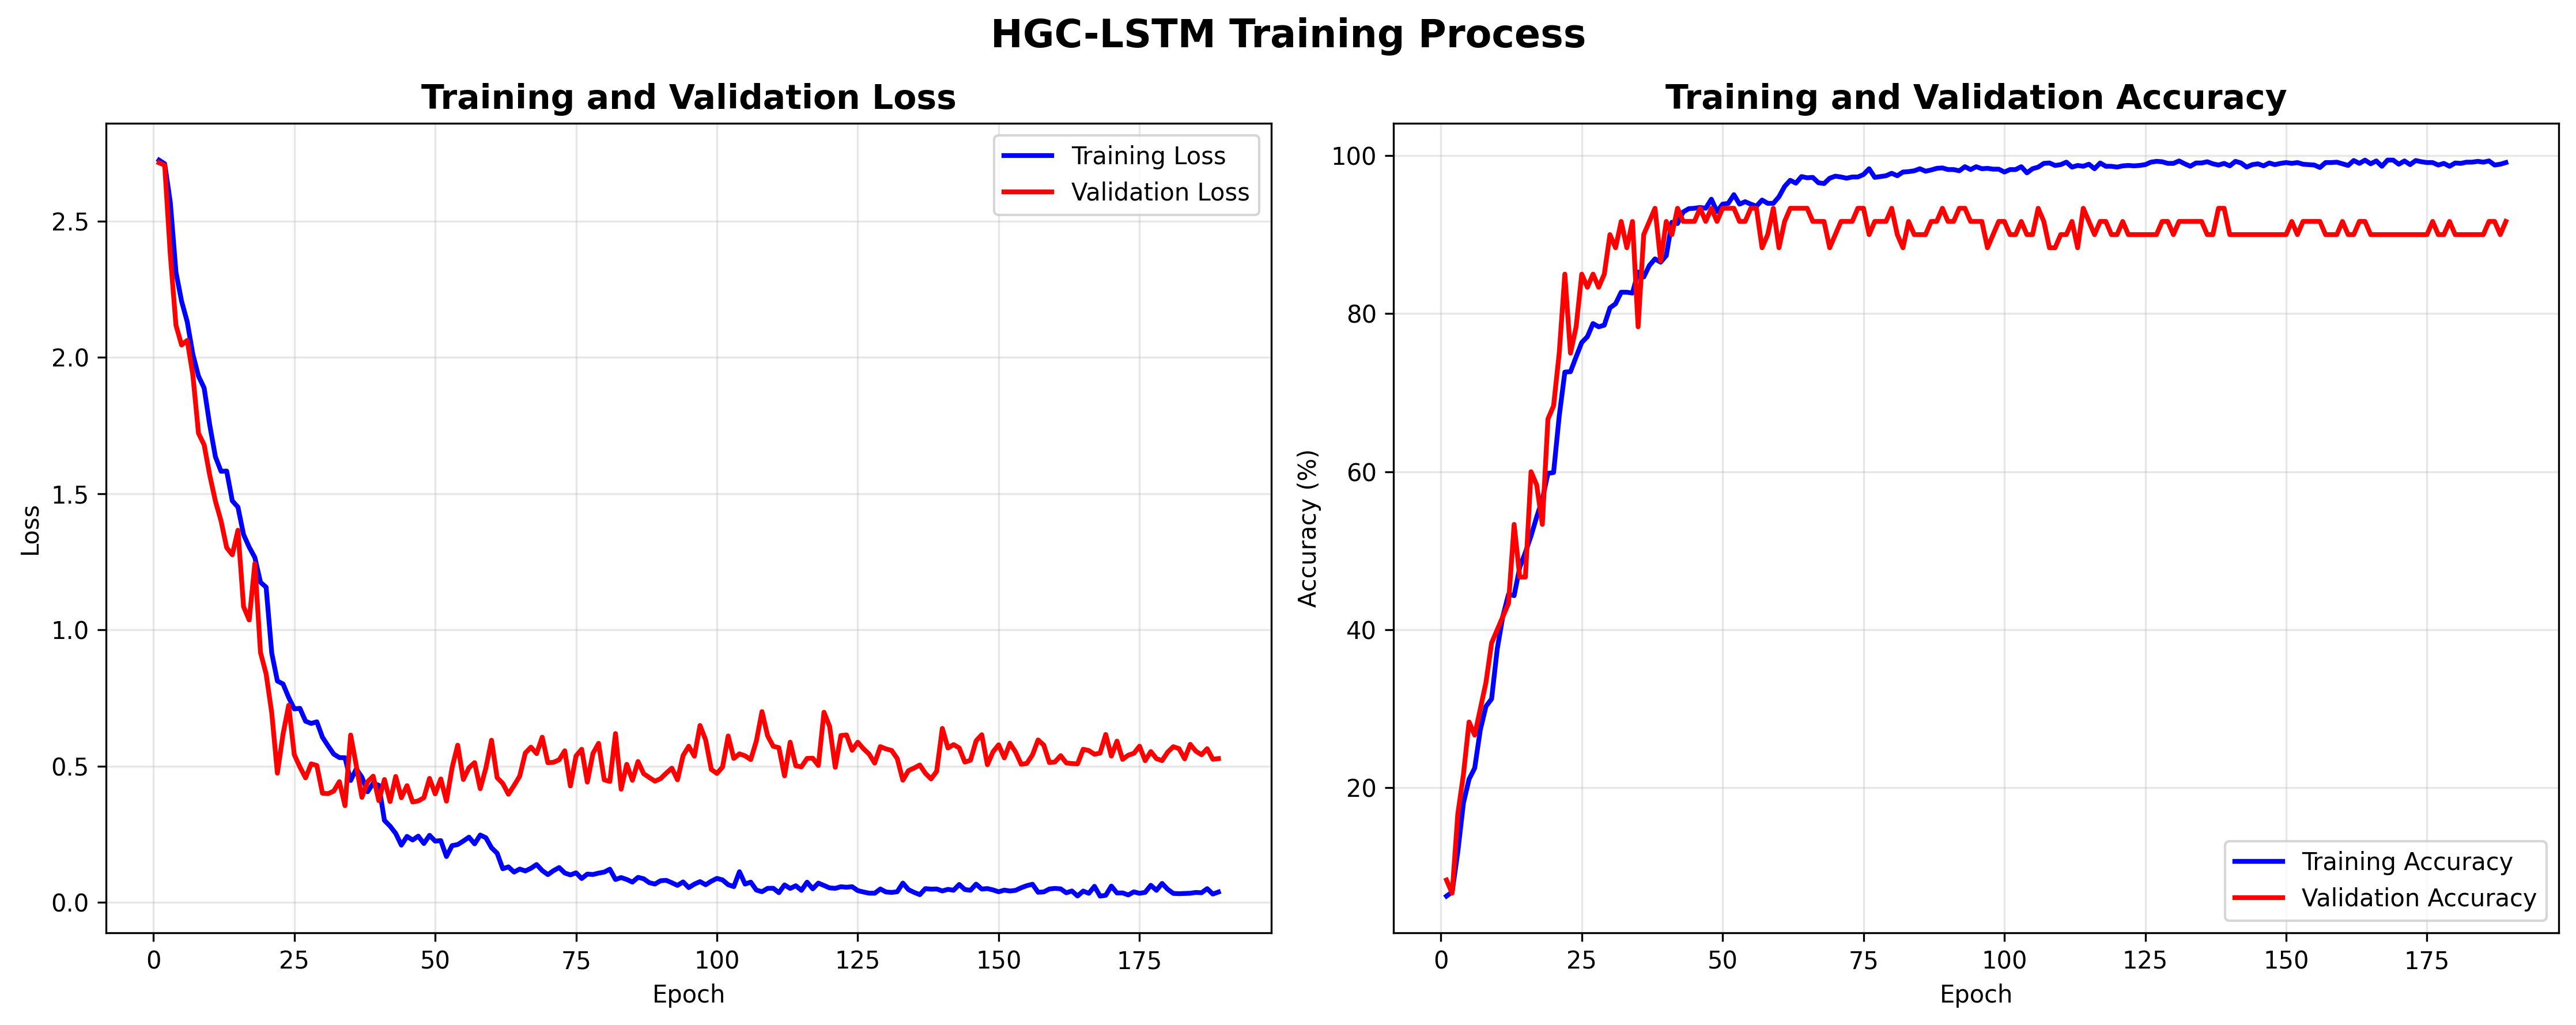 HGC-LSTM Training Process
Training and Validation Loss
Training Loss
Validation Loss
2.5
2.0
1.5
1.0
0.5
0.0
Loss
0 25 50 75 100 125 150 175
Epoch
Training and Validation Accuracy
100
80
60
40
20
Accuracy (%)
Training Accuracy
Validation Accuracy
0 25 50 75 100 125 150 175
Epoch